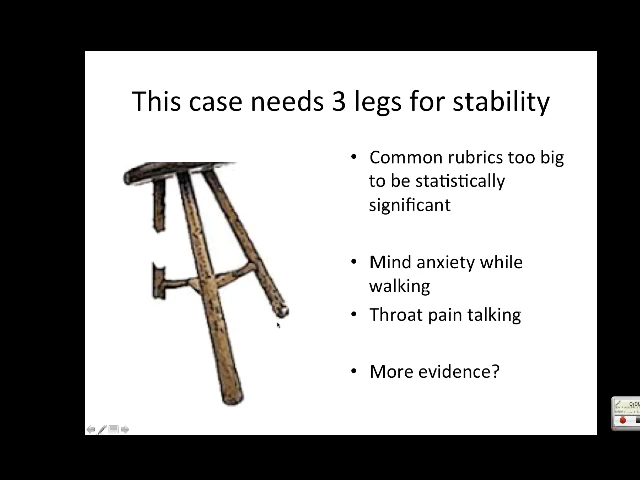 This case needs 3 legs for stability
• Common rubrics too big
to be statistically
significant
• Mind anxiety while
walking
• Throat pain talking
• More evidence?